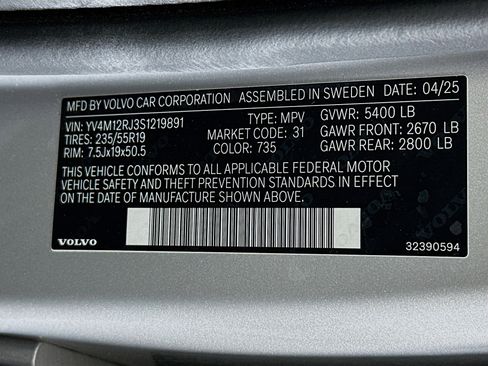 MFD BY VOLVO CAR CORPORATION ASSEMBLED IN SWEDEN DATE: 04/25
VIN: YV4M12RJ3S1219891 TYPE: MPV GVWR: 5400 LB
TIRES: 235/55R19 MARKET CODE: 31 GAWR FRONT: 2670 LB
RIM: 7.5Jx19x50.5 COLOR: 735 GAWR REAR: 2800 LB
THIS VEHICLE CONFORMS TO ALL APPLICABLE FEDERAL MOTOR
VEHICLE SAFETY AND THEFT PREVENTION STANDARDS IN EFFECT
ON THE DATE OF MANUFACTURE SHOWN ABOVE.
VOLVO 32390594